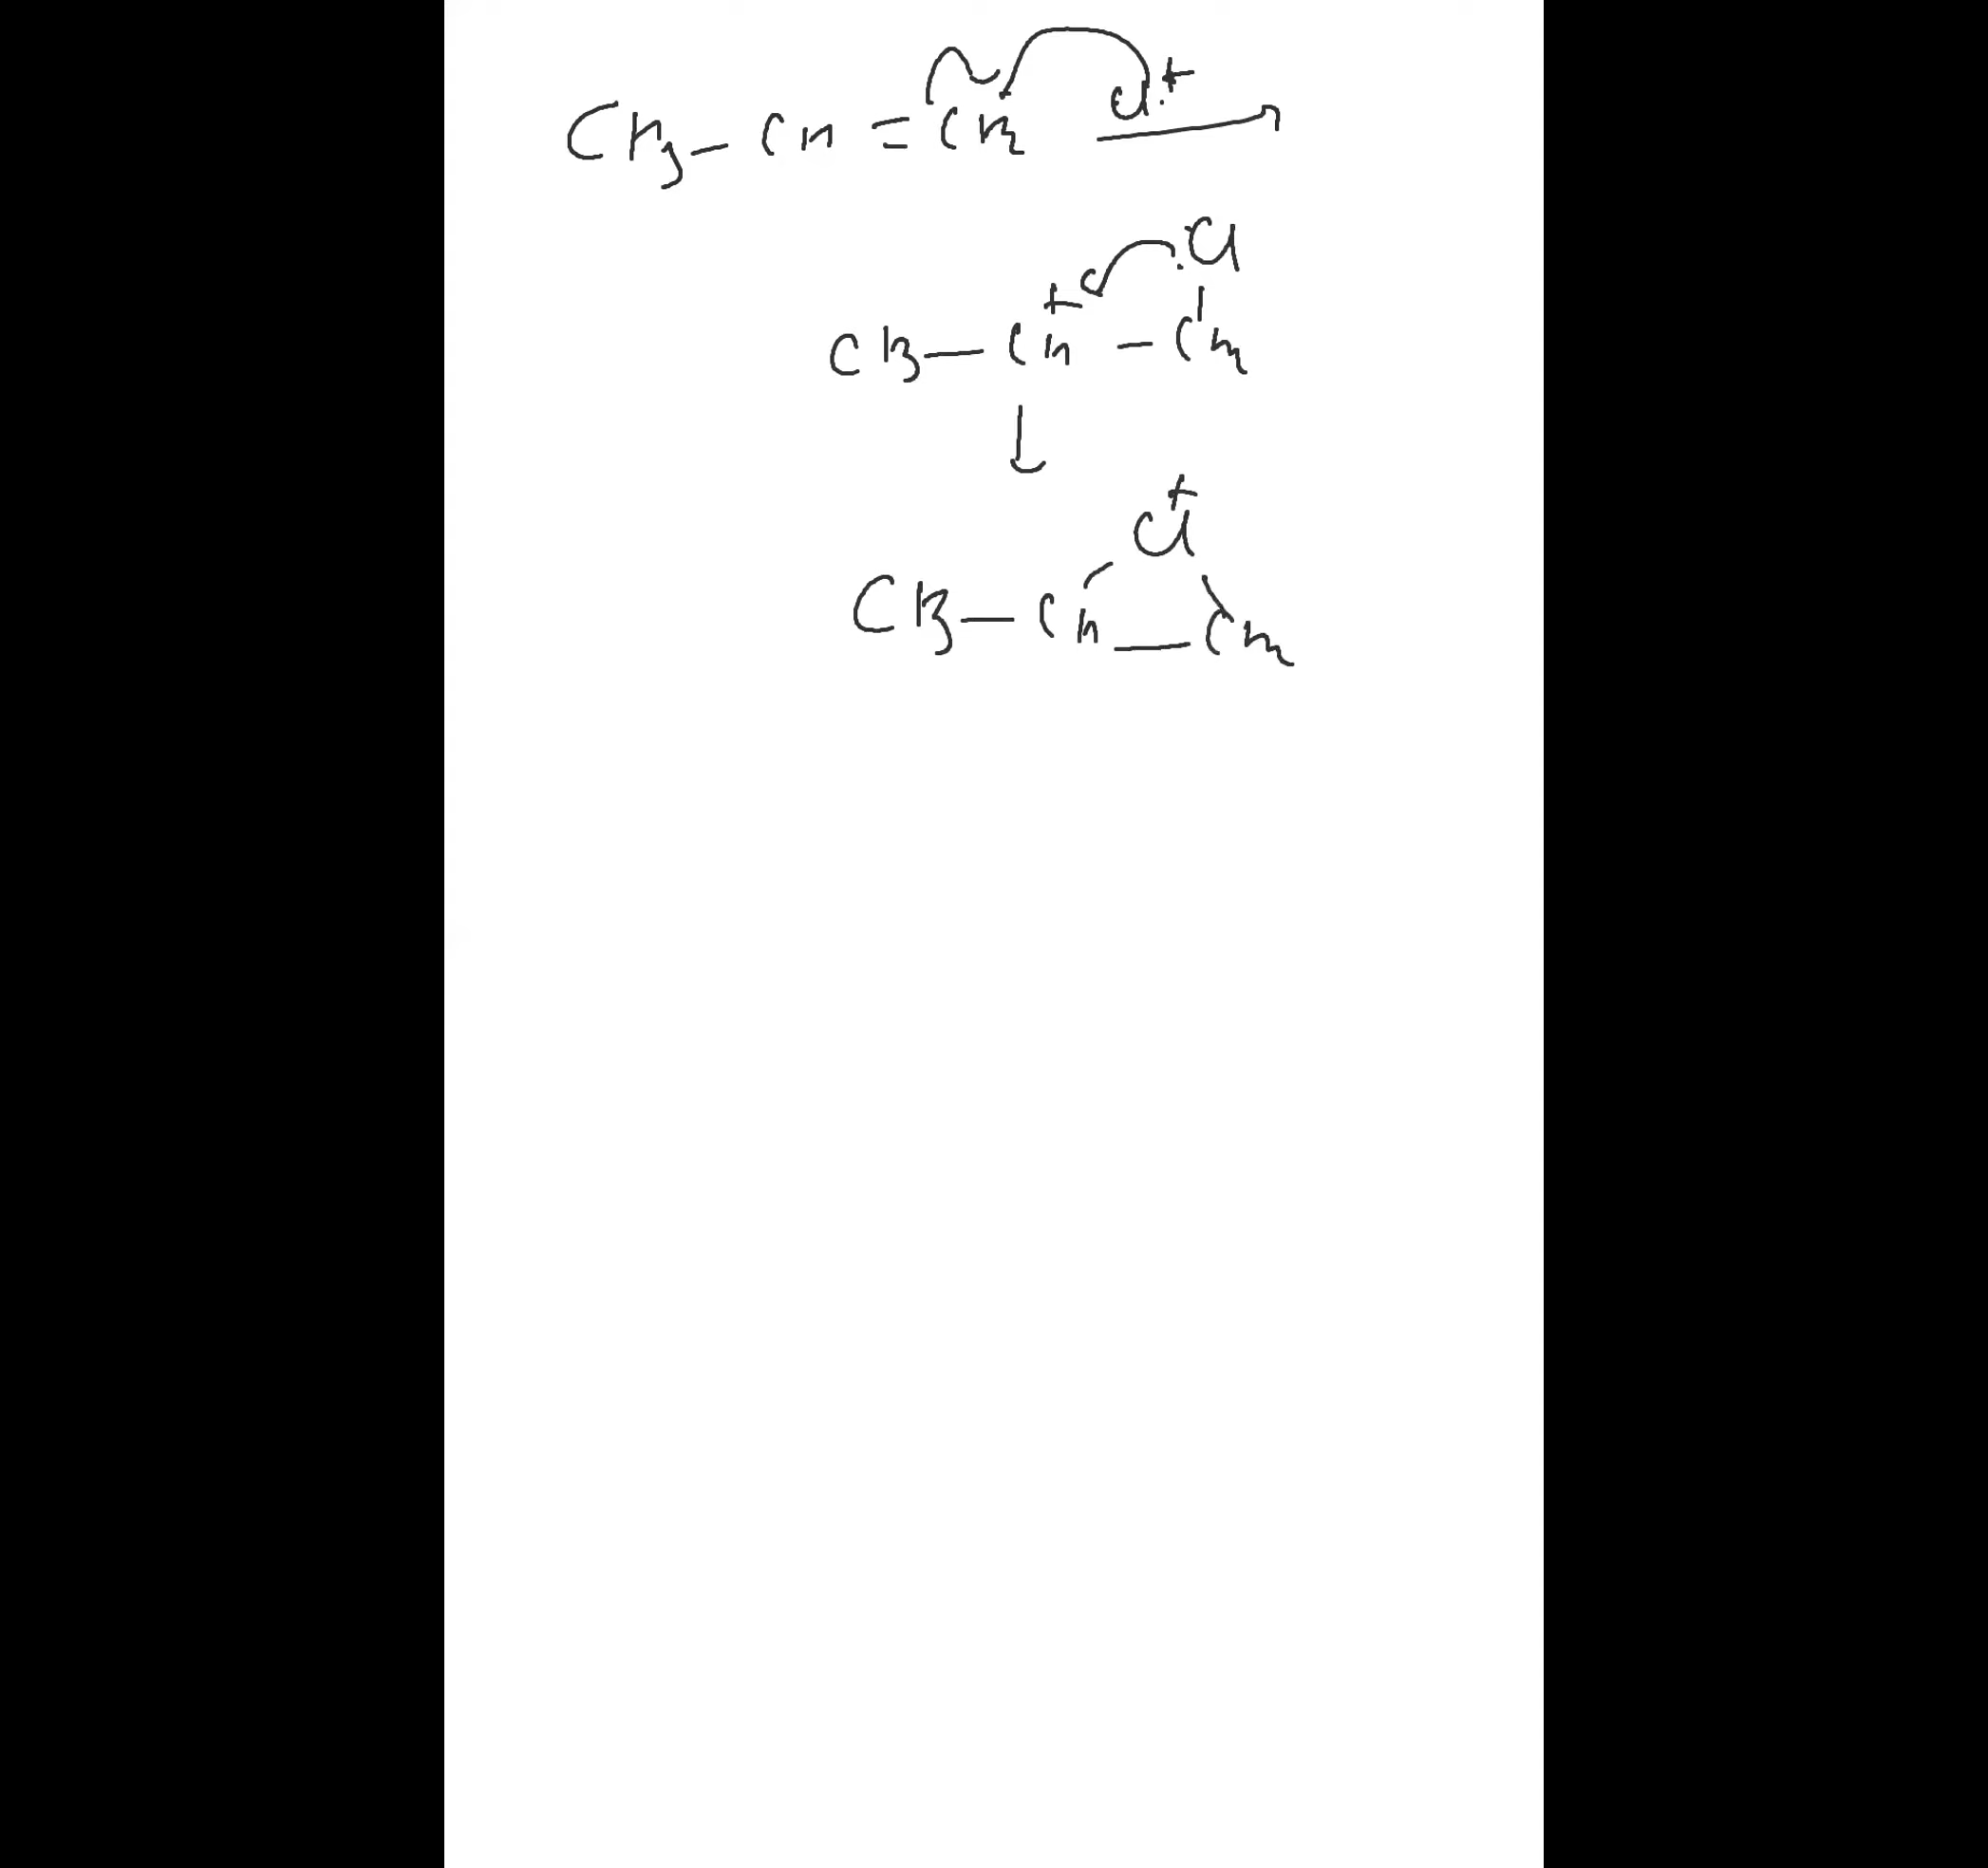 CH3 - CH = CH2 Cl+
Cl
+
CH3 - CH - CH2
Cl+
CH3 - CH - CH2